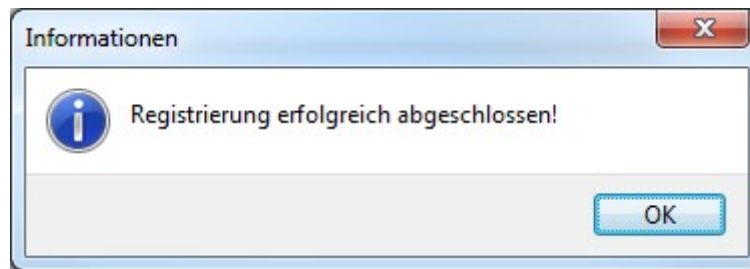 Informationen
Registrierung erfolgreich abgeschlossen!
OK